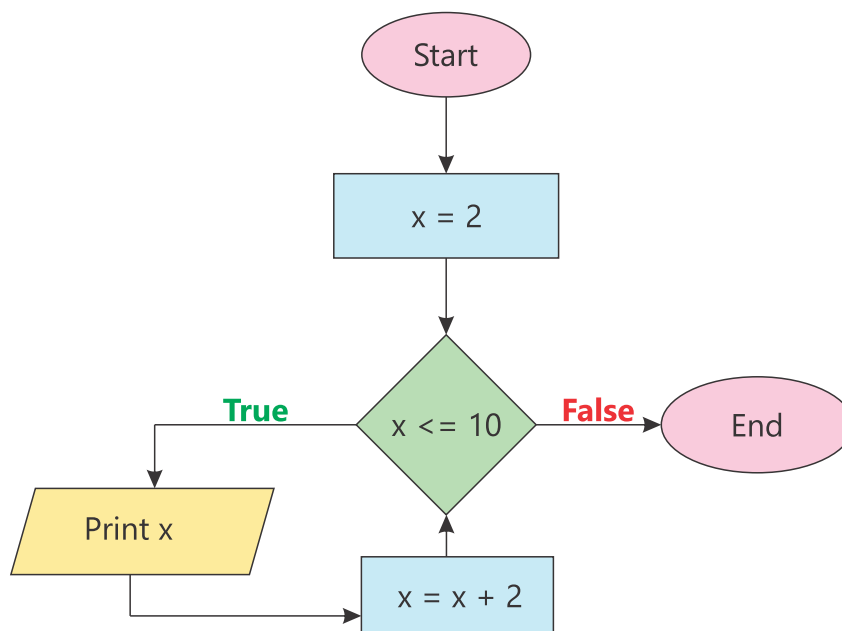 Start
x = 2
x <= 10
True
False
End
Print x
x = x + 2